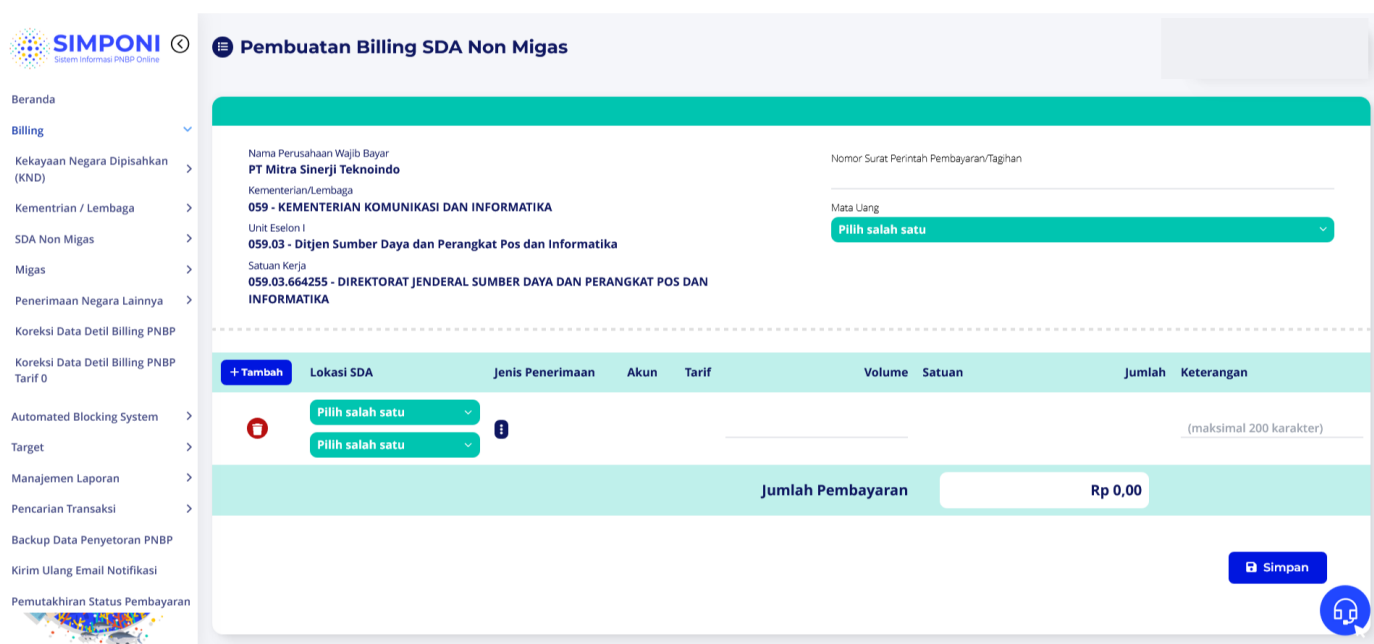 SIMPONI
Sistem Informasi PNBP Online
Beranda
Billing
Kekayaan Negara Dipisahkan
(KND)
Kementrian / Lembaga
SDA Non Migas
Migas
Penerimaan Negara Lainnya
Koreksi Data Detil Billing PNBP
Koreksi Data Detil Billing PNBP
Tarif 0
Automated Blocking System
Target
Manajemen Laporan
Pencarian Transaksi
Backup Data Penyetoran PNBP
Kirim Ulang Email Notifikasi
Pemutakhiran Status Pembayaran
Pembuatan Billing SDA Non Migas
Nama Perusahaan Wajib Bayar
PT Mitra Sinerji Teknoindo
Kementerian/Lembaga
059 - KEMENTERIAN KOMUNIKASI DAN INFORMATIKA
Unit Eselon I
059.03 - Ditjen Sumber Daya dan Perangkat Pos dan Informatika
Satuan Kerja
059.03.664255 - DIREKTORAT JENDERAL SUMBER DAYA DAN PERANGKAT POS DAN
INFORMATIKA
Nomor Surat Perintah Pembayaran/Tagihan
Mata Uang
Pilih salah satu
+ Tambah Lokasi SDA Jenis Penerimaan Akun Tarif Volume Satuan Jumlah Keterangan
Pilih salah satu
Pilih salah satu
(maksimal 200 karakter)
Jumlah Pembayaran Rp 0,00
Simpan